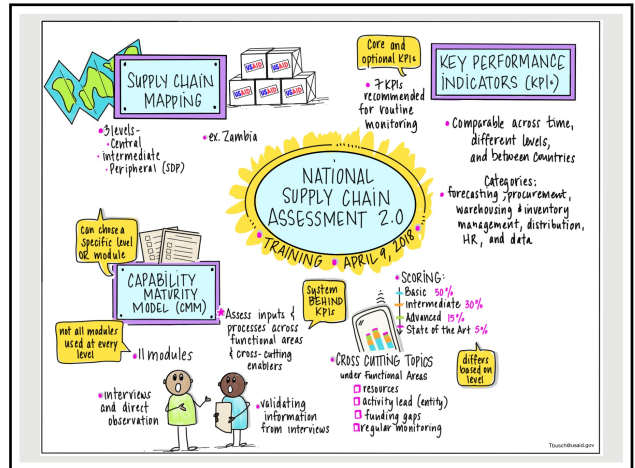 SUPPLY CHAIN
MAPPING
USAID
USAID
USAID
USAID
USAID
• 3 levels-
• Central
• intermediate
• Peripheral (SDP)
• ex. Zambia
Core and
optional KPIs
• 7 KPIs
recommended
for routine
monitoring
KEY PERFORMANCE
INDICATORS (KPIs)
• Comparable across time,
different levels,
and between Countries
Categories:
forecasting & procurement,
warehousing & inventory
management, distribution,
HR, and data
NATIONAL
SUPPLY CHAIN
ASSESSMENT 2.0
• TRAINING • APRIL 9, 2018 •
Can chose a
specific level
OR module
CAPABILITY
MATURITY
MODEL (CMM)
not all modules
used at every
level
• 11 modules
* Assess inputs &
processes across
functional areas
& cross-cutting
enablers
System
BEHIND
KPIs
• interviews
and direct
observation
• validating
information
from interviews
• SCORING:
Basic 50%
Intermediate 30%
Advanced 15%
State of the Art 5%
differs
based on
level
• CROSS CUTTING TOPICS
under Functional Areas
resources
activity lead (entity)
funding gaps
regular monitoring
Tbusch@usaid.gov